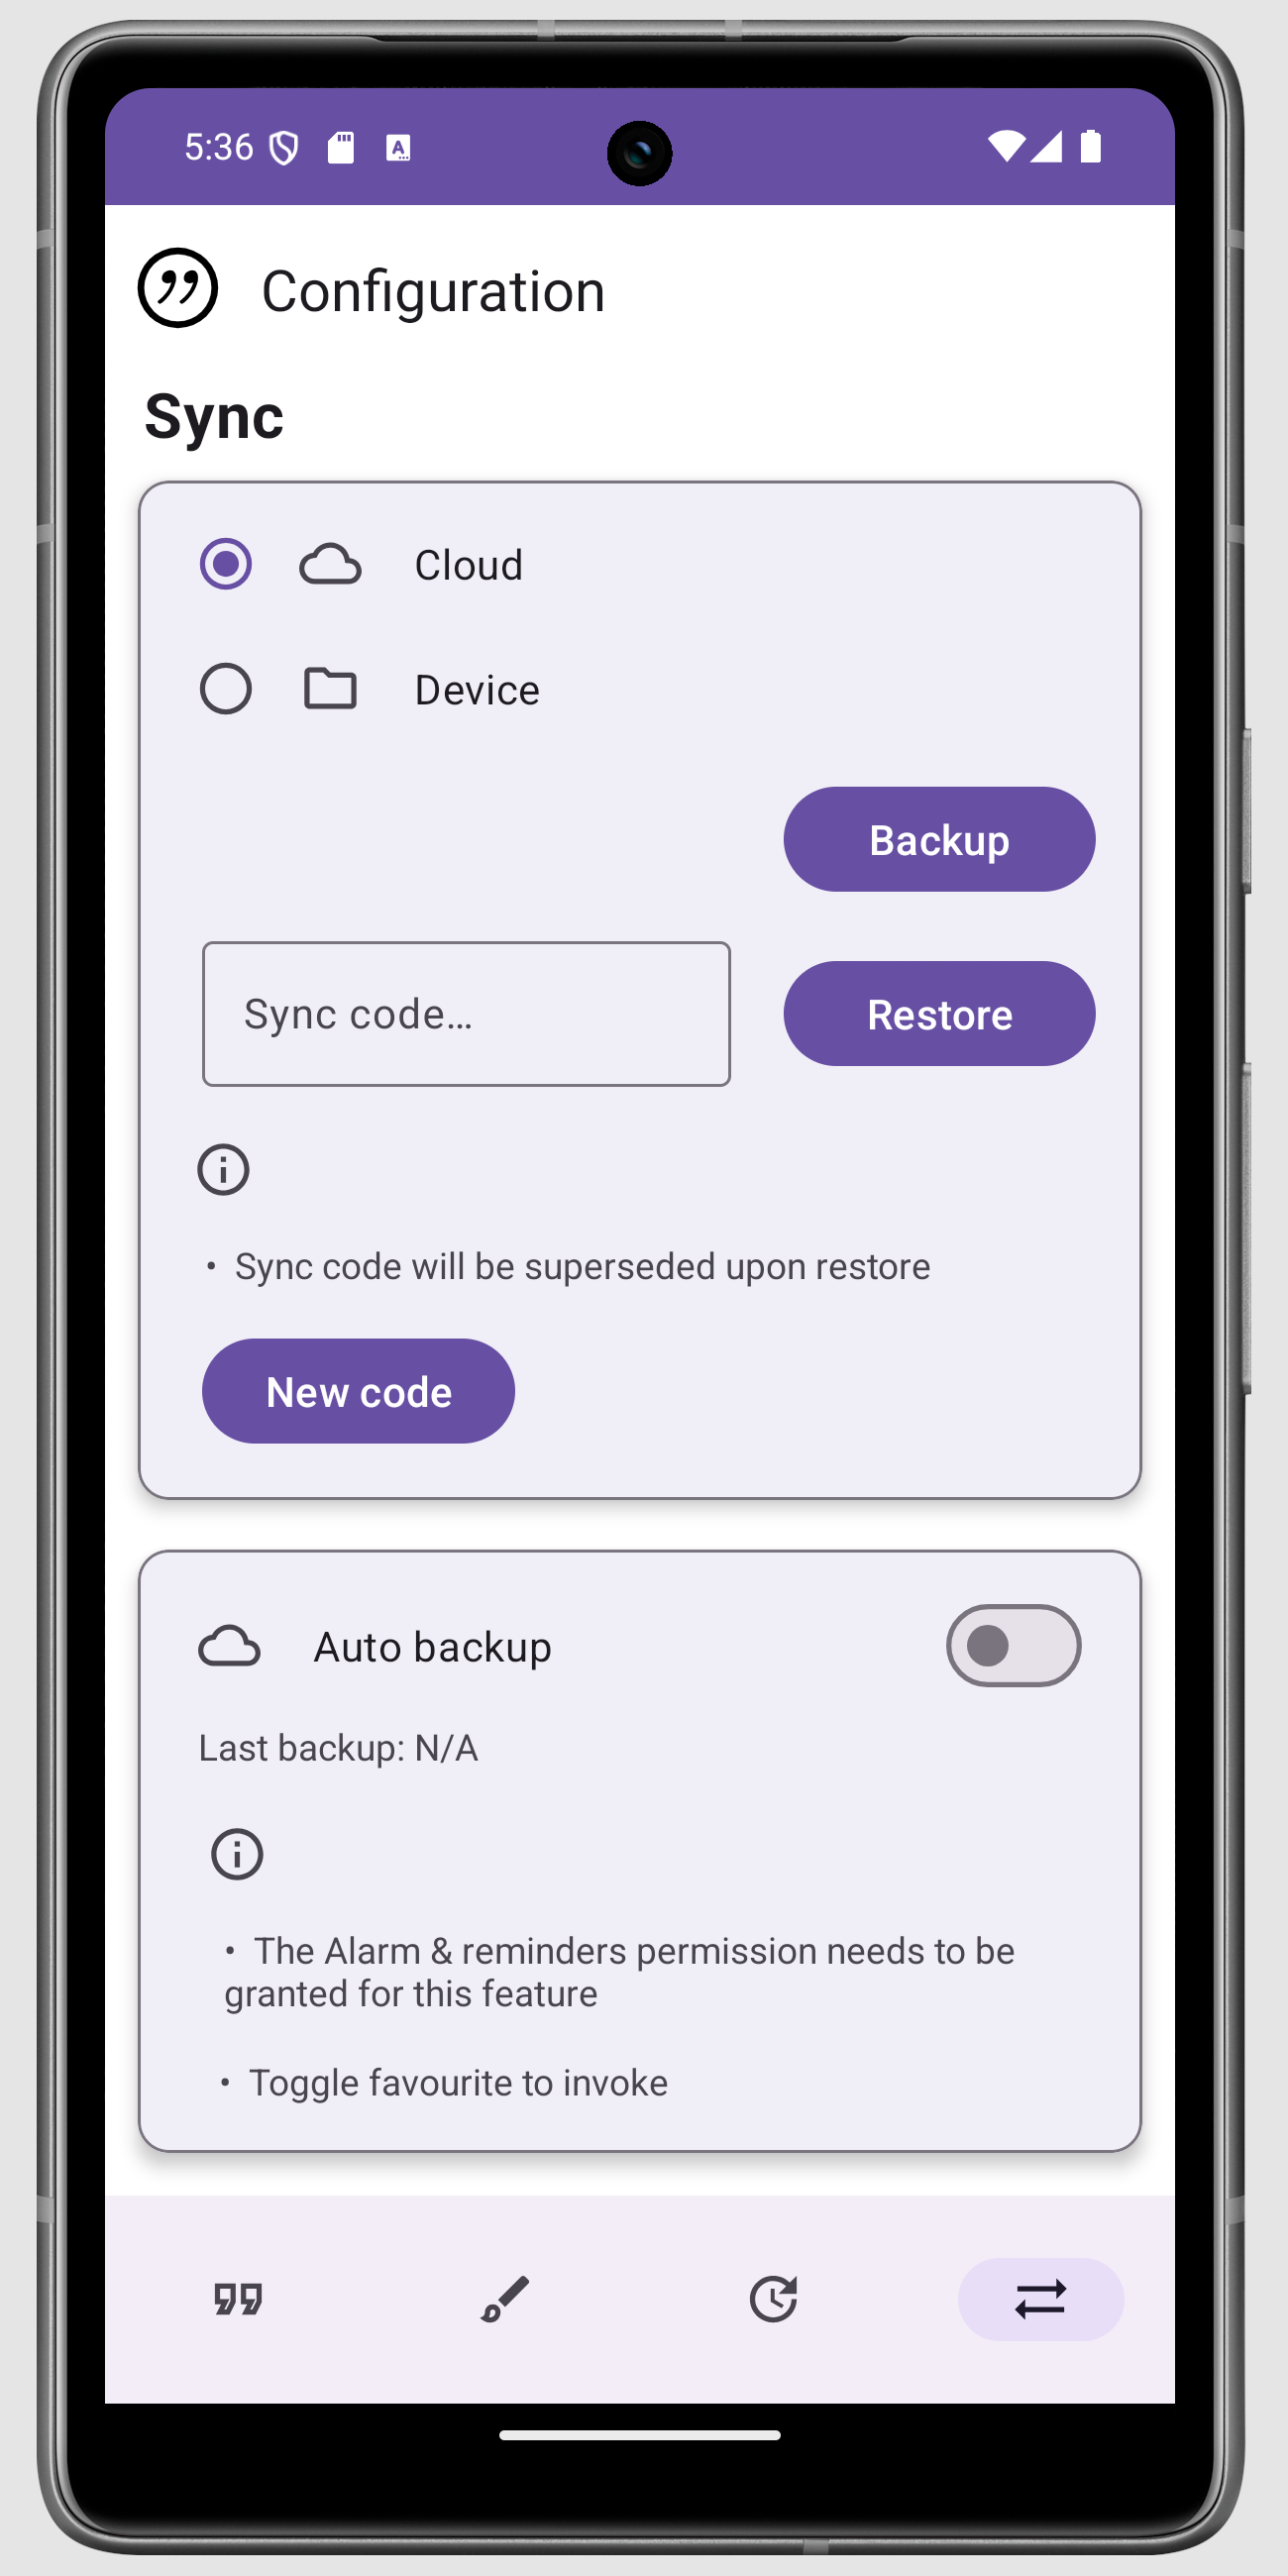 5:36
Configuration
Sync
Cloud
Device
Backup
Sync code...
Restore
• Sync code will be superseded upon restore
New code
Auto backup
Last backup: N/A
• The Alarm & reminders permission needs to be
granted for this feature
• Toggle favourite to invoke